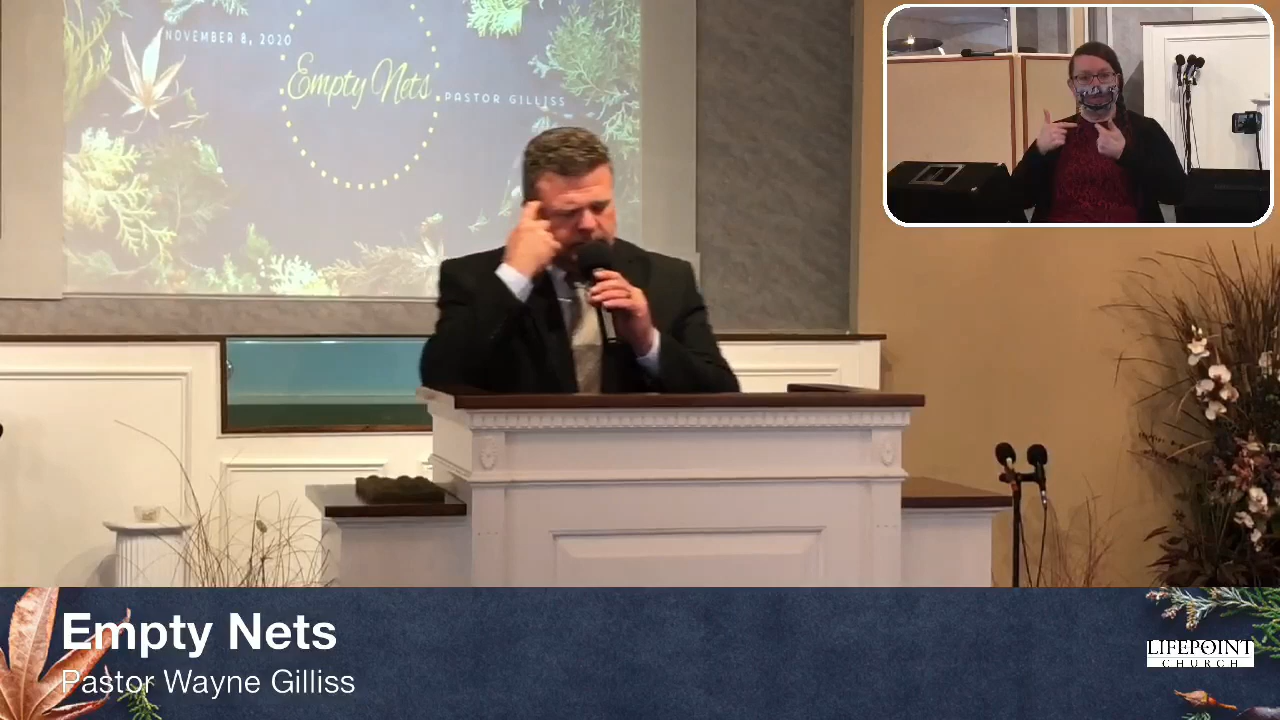 NOVEMBER 8, 2020
Empty Nets
PASTOR GILLISS
Empty Nets
Pastor Wayne Gilliss
LIFEPOINT
CHURCH